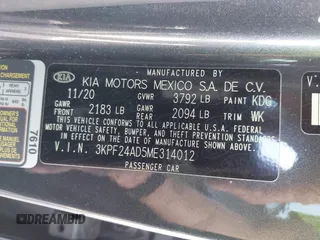 KIA KIA MOTORS MEXICO S.A. DE C.V.
11/20 GVWR 3792 LB PAINT KDG
GAWR FRONT 2183 LB GAWR REAR 2094 LB TRIM WK
THIS VEHICLE CONFORMS TO ALL APPLICABLE
FEDERAL MOTOR VEHICLE SAFETY, BUMPER,
AND THEFT PREVENTION STANDARDS IN EFFECT
ON THE DATE OF MANUFACTURE SHOWN ABOVE.
PASSENGER CAR
V.I.N. 3KPF24AD5ME314012
7610
V.
DREAMBID